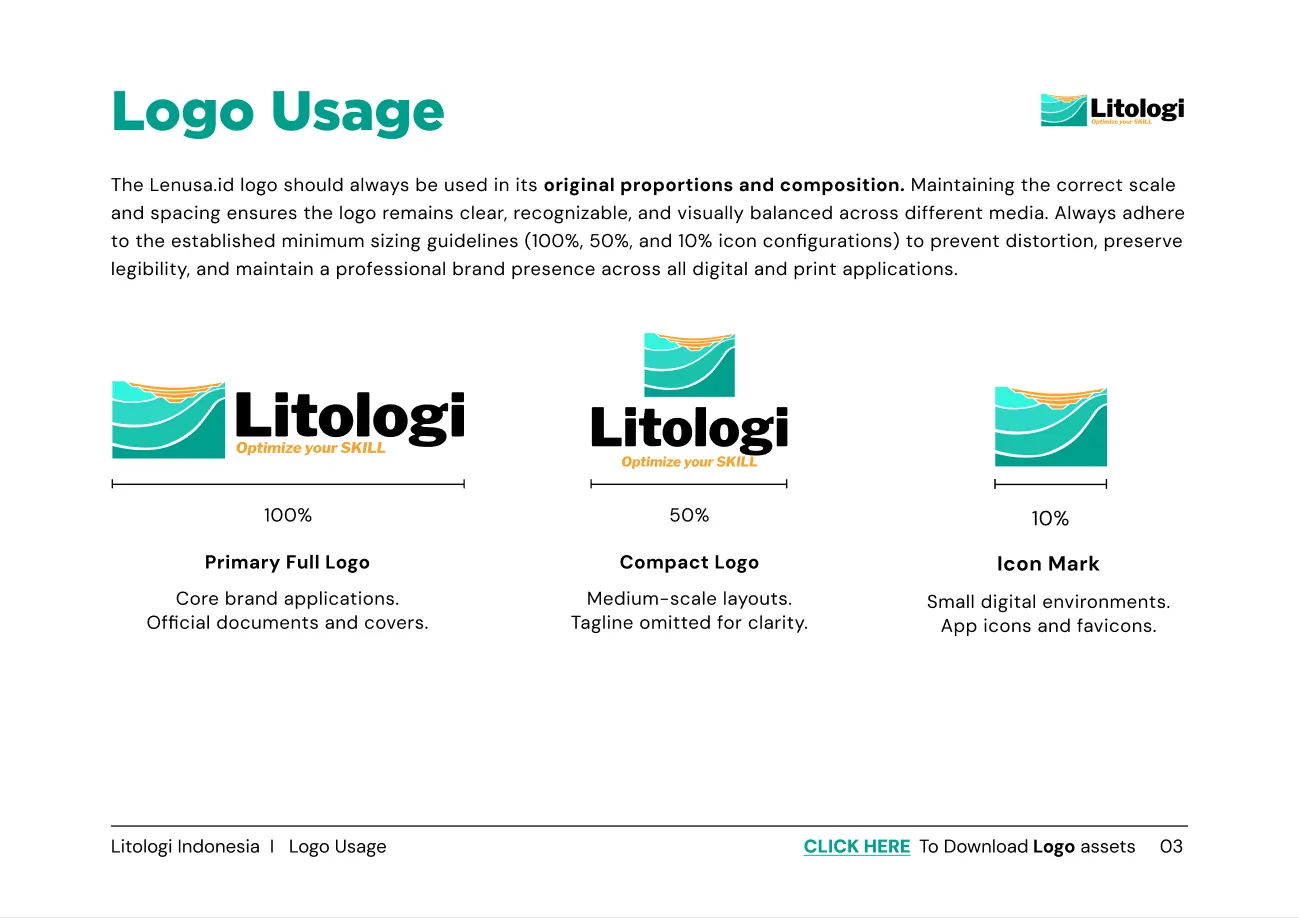 Logo Usage
Litologi
Optimize your SKILL
The Lenusa.id logo should always be used in its original proportions and composition. Maintaining the correct scale
and spacing ensures the logo remains clear, recognizable, and visually balanced across different media. Always adhere
to the established minimum sizing guidelines (100%, 50%, and 10% icon configurations) to prevent distortion, preserve
legibility, and maintain a professional brand presence across all digital and print applications.
Litologi
Optimize your SKILL
100%
Primary Full Logo
Core brand applications.
Official documents and covers.
Litologi
Optimize your SKILL
50%
Compact Logo
Medium-scale layouts.
Tagline omitted for clarity.
10%
Icon Mark
Small digital environments.
App icons and favicons.
Litologi Indonesia I Logo Usage
CLICK HERE To Download Logo assets 03